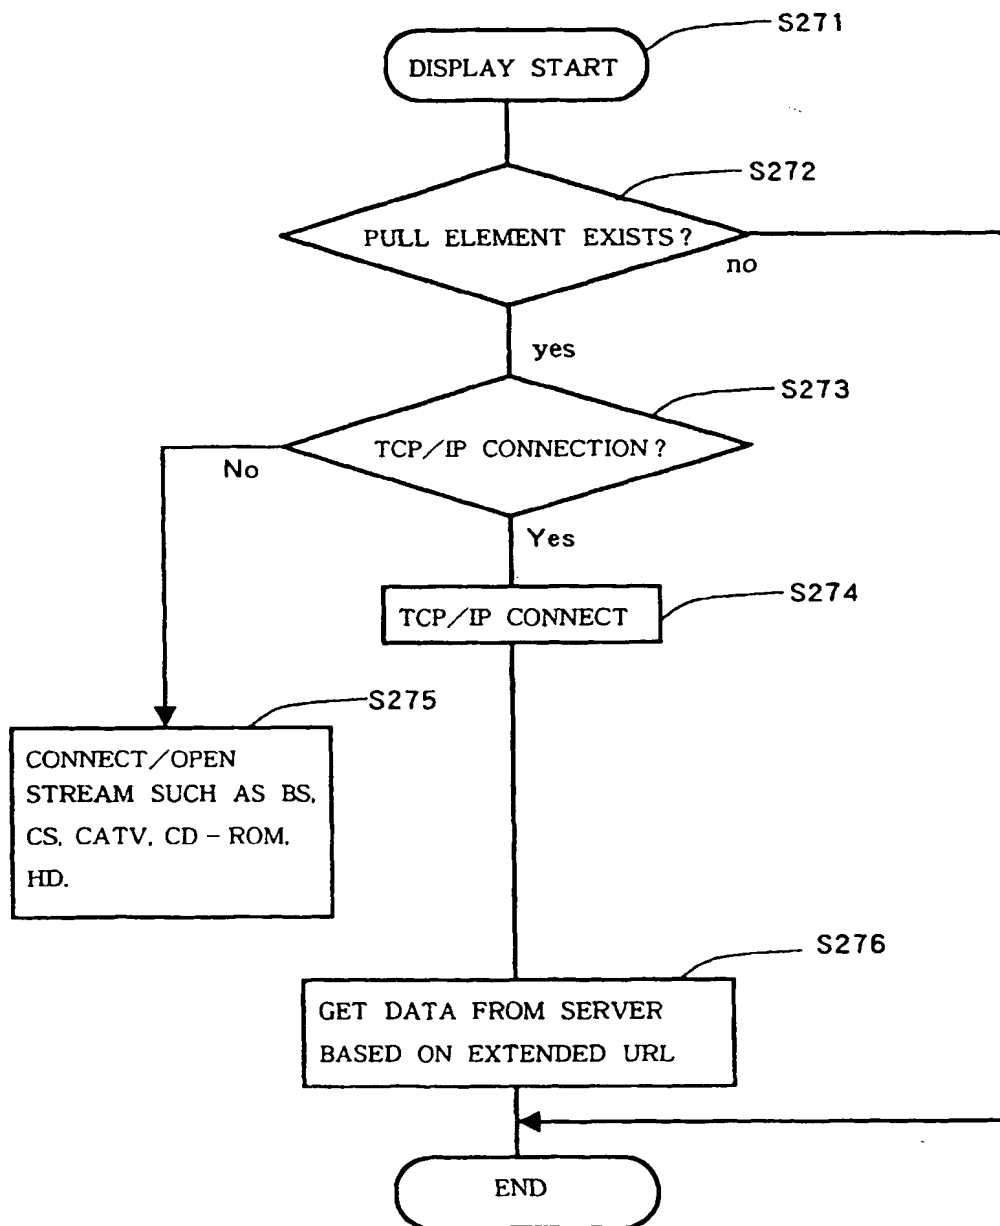 S271
DISPLAY START
S272
PULL ELEMENT EXISTS?
no
yes
S273
TCP/IP CONNECTION?
No
Yes
S274
TCP/IP CONNECT
S275
CONNECT/OPEN
STREAM SUCH AS BS,
CS, CATV, CD-ROM,
HD.
S276
GET DATA FROM SERVER
BASED ON EXTENDED URL
END